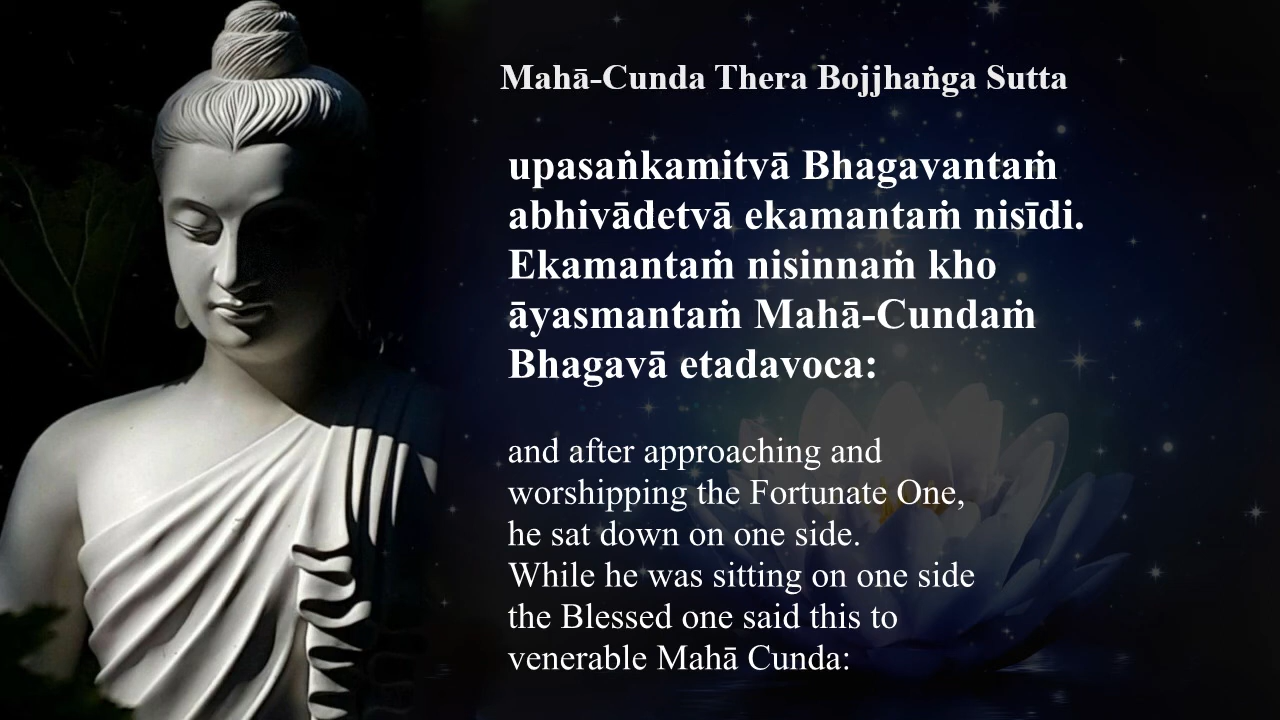 Mahā-Cunda Thera Bojjhaṅga Sutta
upasaṅkamitvā Bhagavantaṁ
abhivādetvā ekamantaṁ nisīdi.
Ekamantaṁ nisinnaṁ kho
āyasmantaṁ Mahā-Cundaṁ
Bhagavā etadavoca:
and after approaching and
worshipping the Fortunate One,
he sat down on one side.
While he was sitting on one side
the Blessed one said this to
venerable Mahā Cunda: